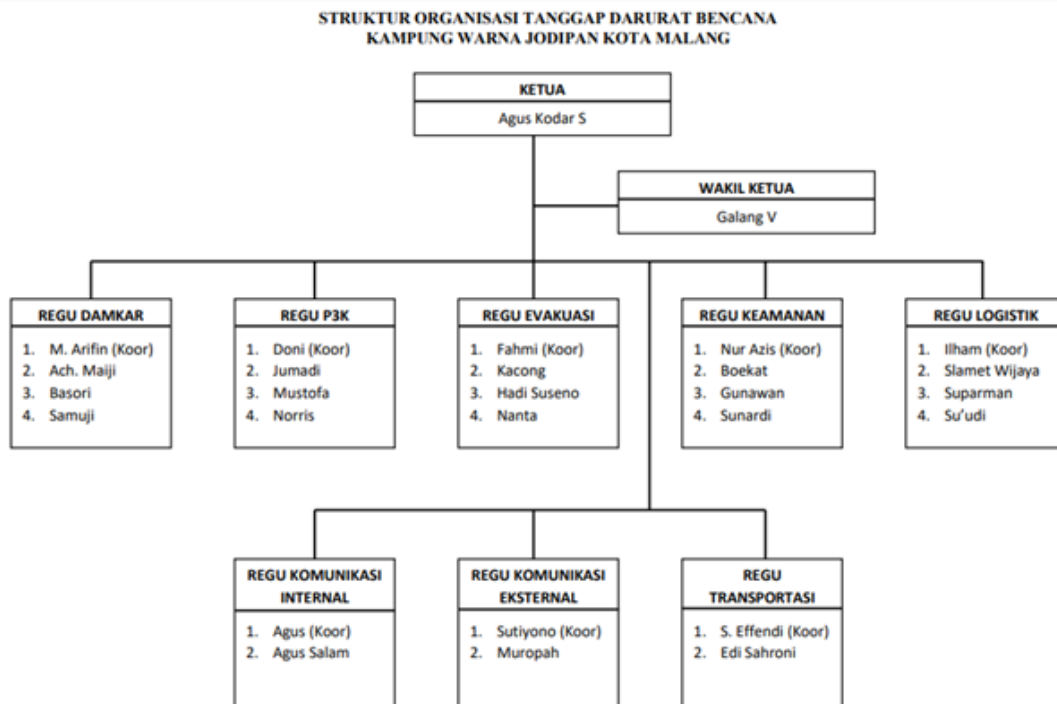 STRUKTUR ORGANISASI TANGGAP DARURAT BENCANA
KAMPUNG WARNA JODIPAN KOTA MALANG
KETUA
Agus Kodar S
WAKIL KETUA
Galang V
REGU DAMKAR
1. M. Arifin (Koor)
2. Ach. Maiji
3. Basori
4. Samuji
REGU P3K
1. Doni (Koor)
2. Jumadi
3. Mustofa
4. Norris
REGU EVAKUASI
1. Fahmi (Koor)
2. Kacong
3. Hadi Suseno
4. Nanta
REGU KEAMANAN
1. Nur Azis (Koor)
2. Boekat
3. Gunawan
4. Sunardi
REGU LOGISTIK
1. Ilham (Koor)
2. Slamet Wijaya
3. Suparman
4. Su'udi
REGU KOMUNIKASI
INTERNAL
1. Agus (Koor)
2. Agus Salam
REGU KOMUNIKASI
EKSTERNAL
1. Sutiyono (Koor)
2. Muropah
REGU
TRANSPORTASI
1. S. Effendi (Koor)
2. Edi Sahroni